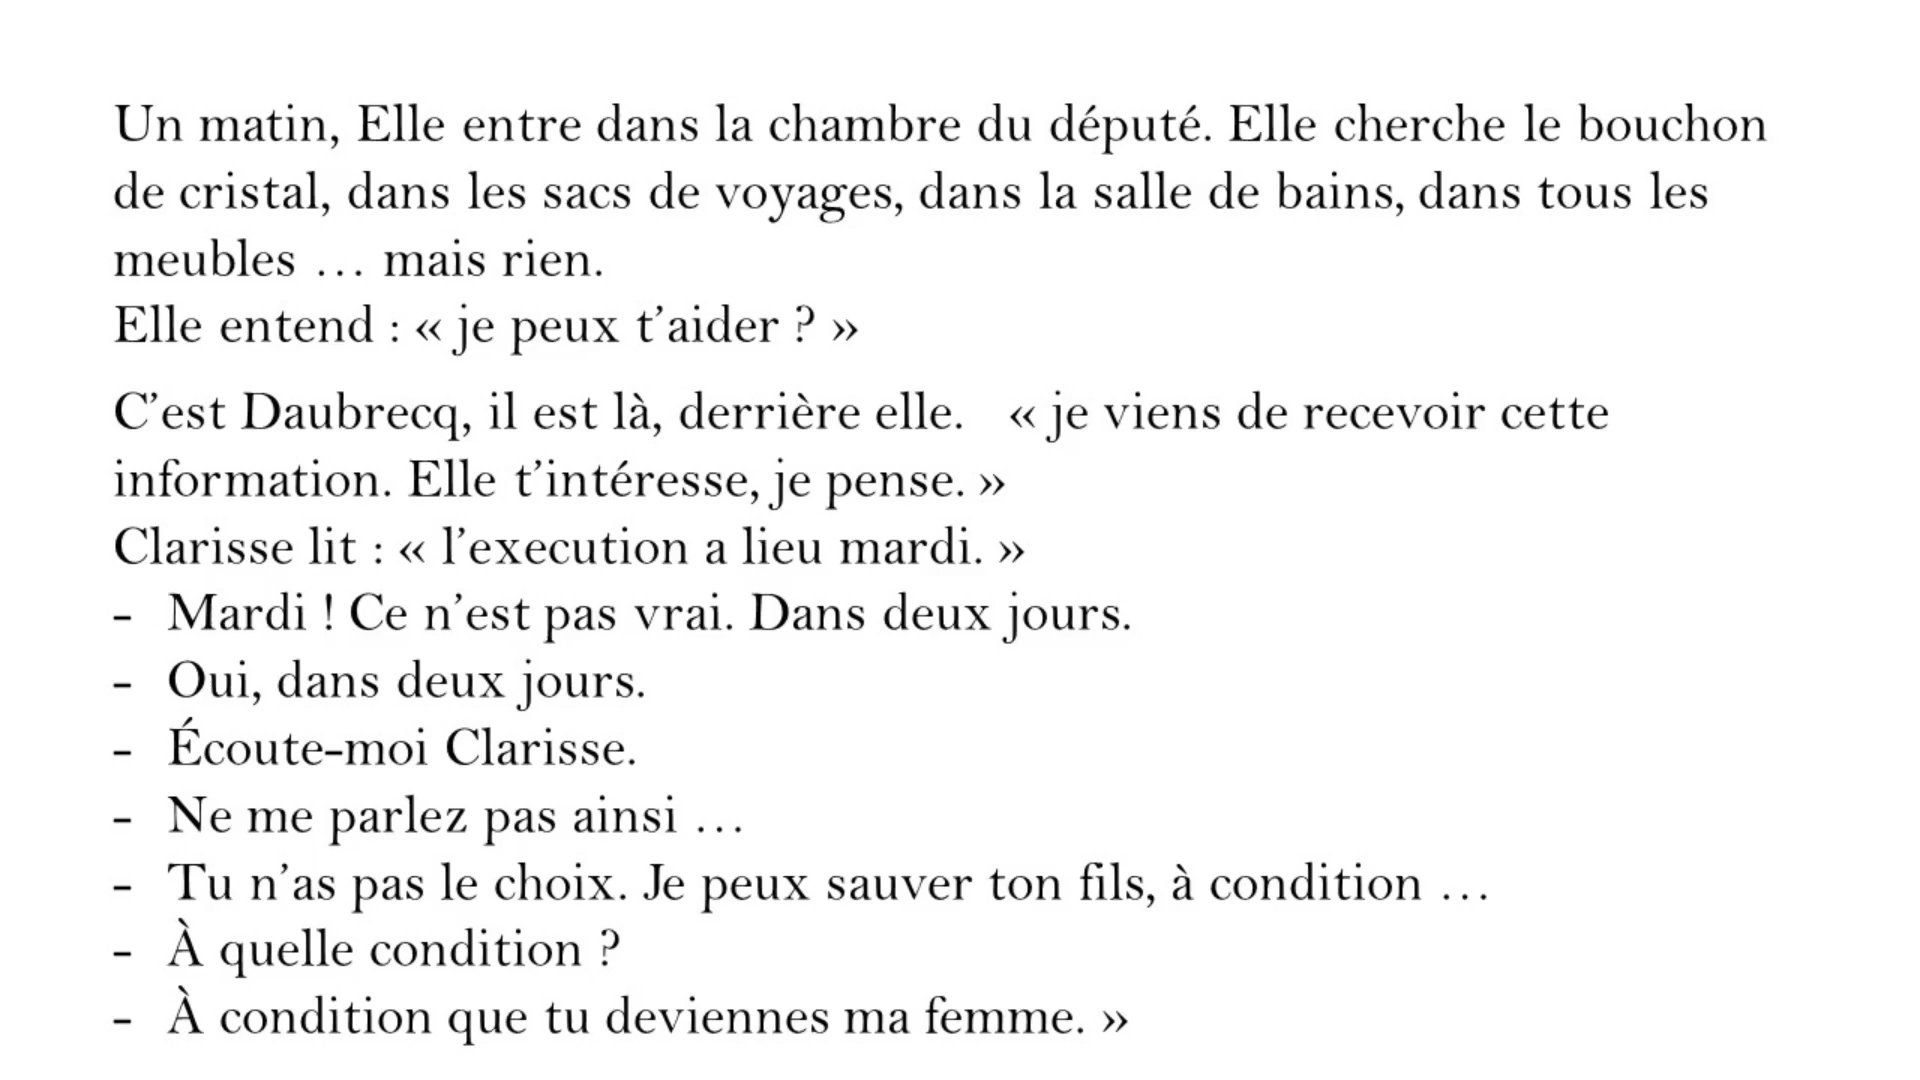 Un matin, Elle entre dans la chambre du député. Elle cherche le bouchon
de cristal, dans les sacs de voyages, dans la salle de bains, dans tous les
meubles … mais rien.
Elle entend : « je peux t’aider ? »
C’est Daubrecq, il est là, derrière elle. « je viens de recevoir cette
information. Elle t’intéresse, je pense. »
Clarisse lit : « l’execution a lieu mardi. »
- Mardi ! Ce n’est pas vrai. Dans deux jours.
- Oui, dans deux jours.
- Écoute-moi Clarisse.
- Ne me parlez pas ainsi …
- Tu n’as pas le choix. Je peux sauver ton fils, à condition …
- À quelle condition ?
- À condition que tu deviennes ma femme. »